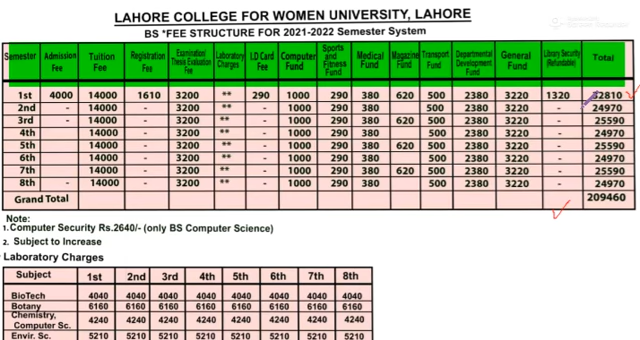 LAHORE COLLEGE FOR WOMEN UNIVERSITY, LAHORE
BS *FEE STRUCTURE FOR 2021-2022 Semester System
Semester Admission Fee Tuition Fee Registration Fee Examination/ Thesis Evaluation Fee Laboratory Charges I.D Card Fee Computer Fund Sports and Fitness Fund Medical Fund Magazine Fund Transport Fund Departmental Development Fund General Fund Library Security (Refundable) Total
1st 4000 14000 1610 3200 ** 290 1000 290 380 620 500 2380 3220 1320 32810
2nd - 14000 - 3200 ** - 1000 290 380 500 2380 3220 - 24970
3rd - 14000 - 3200 ** - 1000 290 380 620 500 2380 3220 - 25590
4th 14000 - 3200 ** - 1000 290 380 500 2380 3220 - 24970
5th 14000 - 3200 ** - 1000 290 380 620 500 2380 3220 - 25590
6th 14000 - 3200 ** - 1000 290 380 500 2380 3220 - 24970
7th 14000 - 3200 ** - 1000 290 380 620 500 2380 3220 - 25590
8th - 14000 - 3200 ** - 1000 290 380 500 2380 3220 - 24970
Grand Total 209460
Note:
1. Computer Security Rs.2640/- (only BS Computer Science)
2. Subject to Increase
Laboratory Charges
Subject 1st 2nd 3rd 4th 5th 6th 7th 8th
BioTech 4040 4040 4040 4040 4040 4040 4040 4040
Botany 6160 6160 6160 6160 6160 6160 6160 6160
Chemistry, Computer Sc. 4240 4240 4240 4240 4240 4240 4240 4240
Envir. Sc. 5210 5210 5210 5210 5210 5210 5210 5210